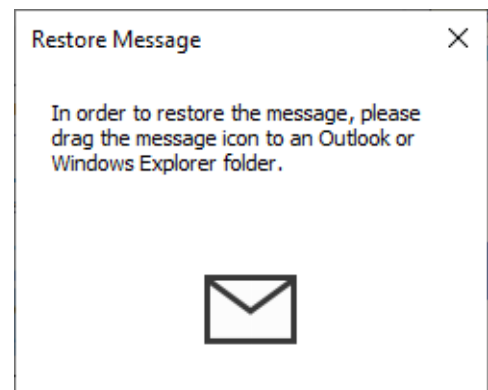 Restore Message
In order to restore the message, please
drag the message icon to an Outlook or
Windows Explorer folder.